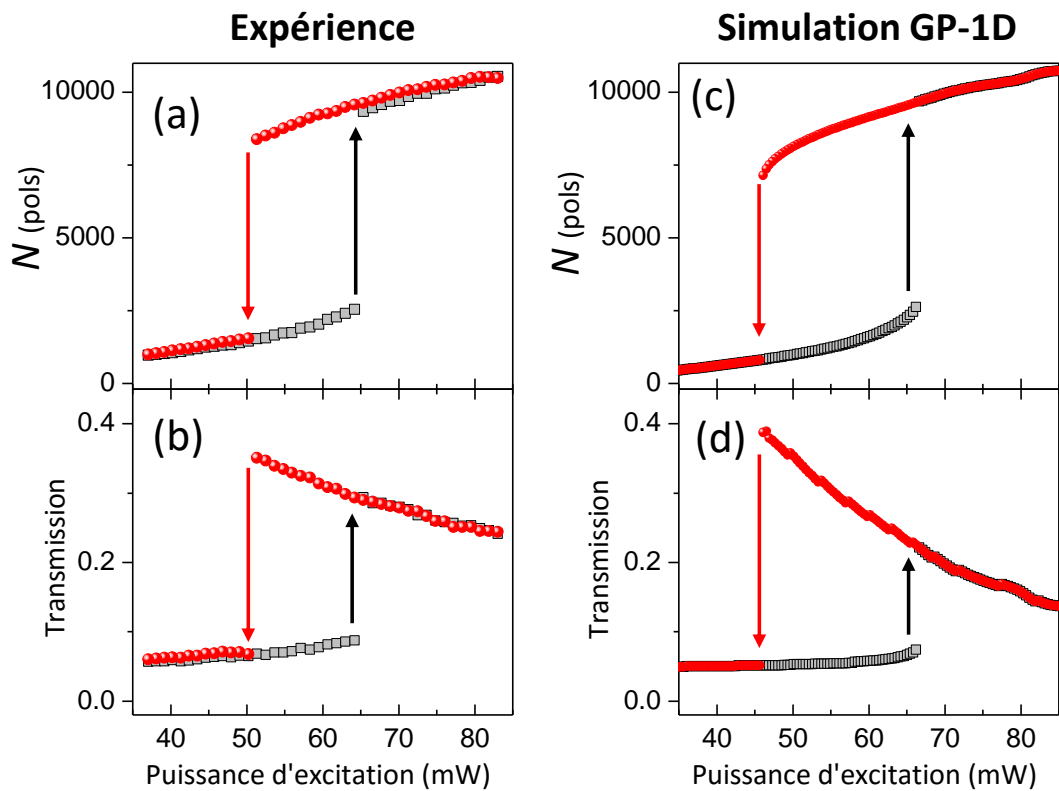 Expérience
Simulation GP-1D
(a)
10000
5000
0
N (pols)
(c)
10000
5000
0
N (pols)
(b)
0.4
0.2
0.0
Transmission
40 50 60 70 80
Puissance d'excitation (mW)
(d)
0.4
0.2
0.0
Transmission
40 50 60 70 80
Puissance d'excitation (mW)